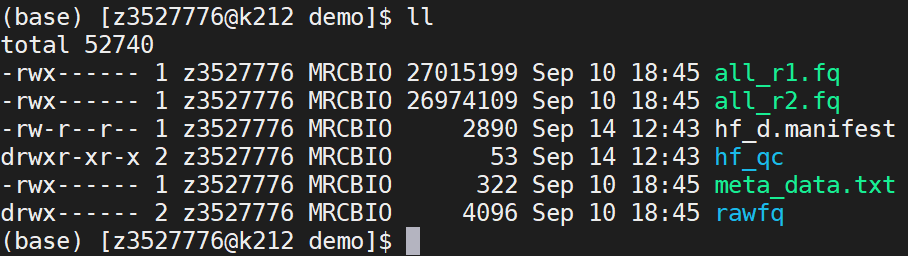 (base) [z3527776@k212 demo]$ ll
total 52740
-rwx------ 1 z3527776 MRCBIO 27015199 Sep 10 18:45 all_r1.fq
-rwx------ 1 z3527776 MRCBIO 26974109 Sep 10 18:45 all_r2.fq
-rw-r--r-- 1 z3527776 MRCBIO     2890 Sep 14 12:43 hf_d.manifest
drwxr-xr-x 2 z3527776 MRCBIO       53 Sep 14 12:43 hf_qc
-rwx------ 1 z3527776 MRCBIO      322 Sep 10 18:45 meta_data.txt
drwx------ 2 z3527776 MRCBIO     4096 Sep 10 18:45 rawfq
(base) [z3527776@k212 demo]$